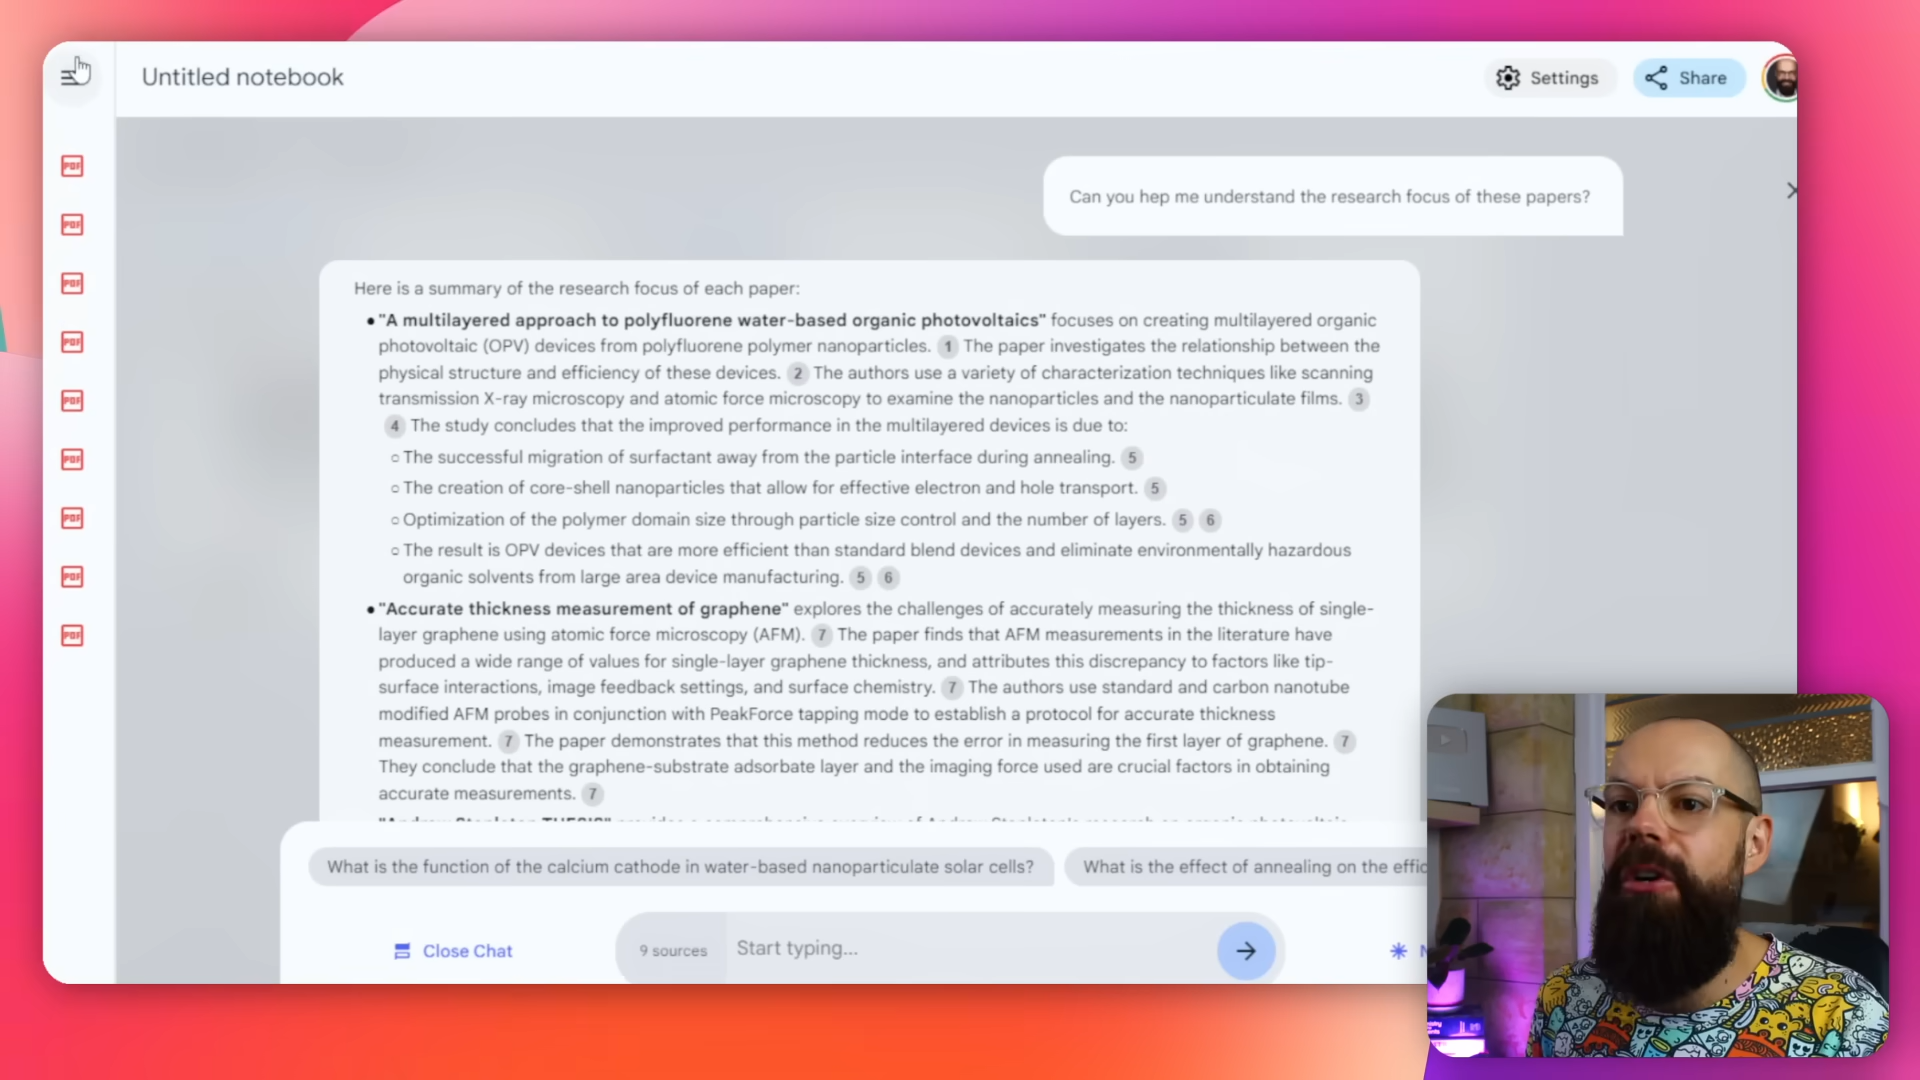 Untitled notebook
Settings
Share
PDF
PDF
PDF
PDF
PDF
PDF
PDF
PDF
PDF
Can you hep me understand the research focus of these papers?
Here is a summary of the research focus of each paper:
"A multilayered approach to polyfluorene water-based organic photovoltaics" focuses on creating multilayered organic
photovoltaic (OPV) devices from polyfluorene polymer nanoparticles. 1 The paper investigates the relationship between the
physical structure and efficiency of these devices. 2 The authors use a variety of characterization techniques like scanning
transmission X-ray microscopy and atomic force microscopy to examine the nanoparticles and the nanoparticulate films. 3
4 The study concludes that the improved performance in the multilayered devices is due to:
The successful migration of surfactant away from the particle interface during annealing. 5
The creation of core-shell nanoparticles that allow for effective electron and hole transport. 5
Optimization of the polymer domain size through particle size control and the number of layers. 5 6
The result is OPV devices that are more efficient than standard blend devices and eliminate environmentally hazardous
organic solvents from large area device manufacturing. 5 6
"Accurate thickness measurement of graphene" explores the challenges of accurately measuring the thickness of single-
layer graphene using atomic force microscopy (AFM). 7 The paper finds that AFM measurements in the literature have
produced a wide range of values for single-layer graphene thickness, and attributes this discrepancy to factors like tip-
surface interactions, image feedback settings, and surface chemistry. 7 The authors use standard and carbon nanotube
modified AFM probes in conjunction with PeakForce tapping mode to establish a protocol for accurate thickness
measurement. 7 The paper demonstrates that this method reduces the error in measuring the first layer of graphene. 7
They conclude that the graphene-substrate adsorbate layer and the imaging force used are crucial factors in obtaining
accurate measurements. 7
What is the function of the calcium cathode in water-based nanoparticulate solar cells?
What is the effect of annealing on the effic
Close Chat
9 sources
Start typing...